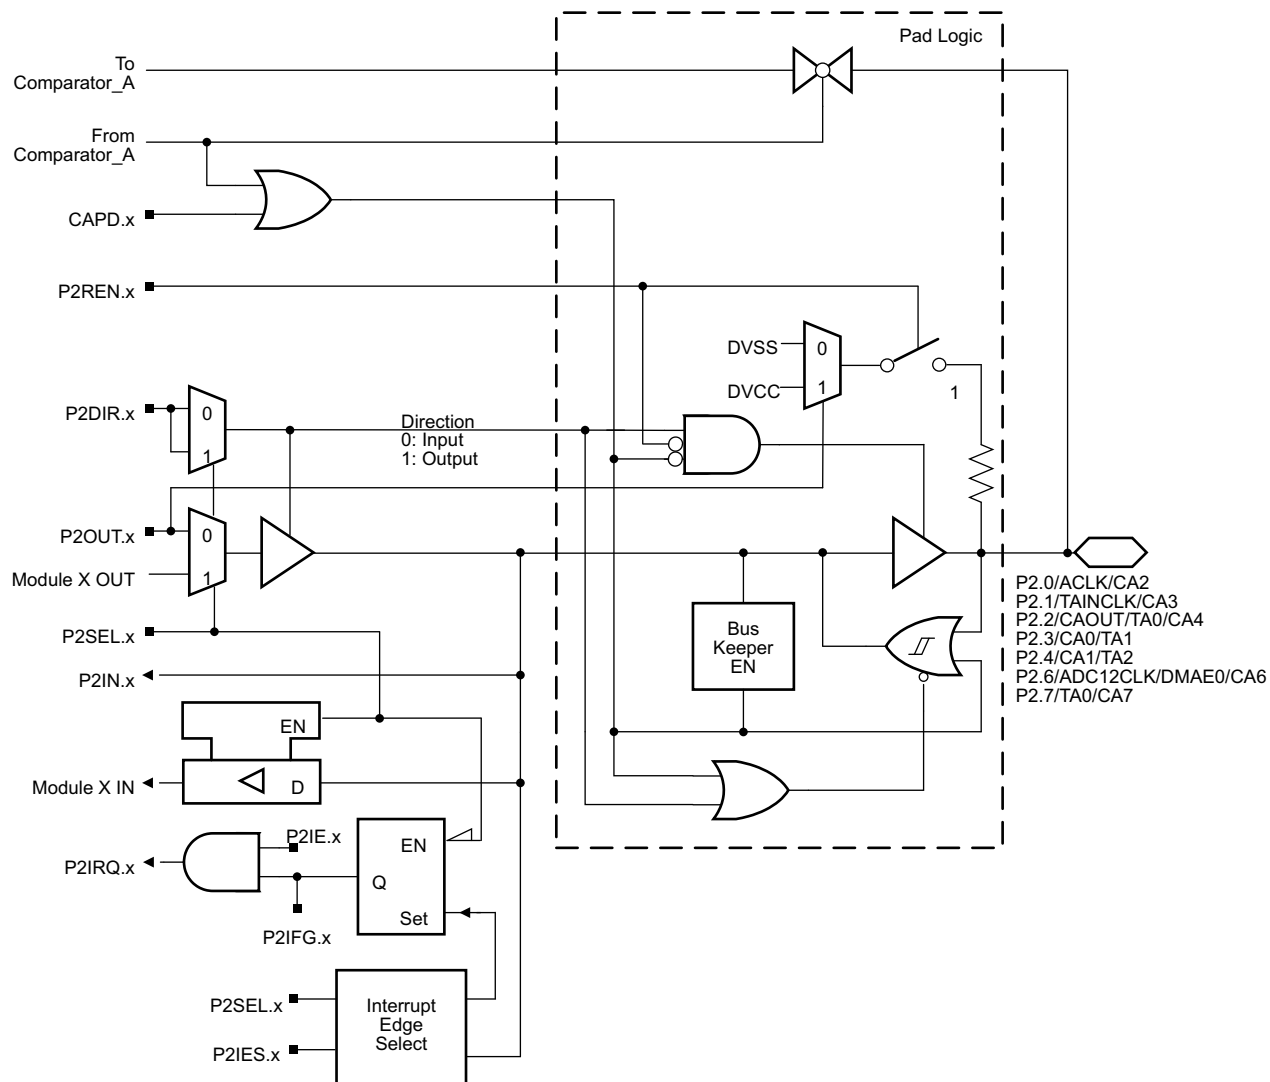 Pad Logic
To
Comparator_A
From
Comparator_A
CAPD.x
P2REN.x
DVSS
0
DVCC
1
1
P2DIR.x
0
1
Direction
0: Input
1: Output
P2OUT.x
0
Module X OUT
1
P2SEL.x
P2IN.x
Bus
Keeper
EN
P2.0/ACLK/CA2
P2.1/TAINCLK/CA3
P2.2/CAOUT/TA0/CA4
P2.3/CA0/TA1
P2.4/CA1/TA2
P2.6/ADC12CLK/DMAE0/CA6
P2.7/TA0/CA7
EN
Module X IN
D
P2IE.x
P2IRQ.x
EN
Q
Set
P2IFG.x
P2SEL.x
P2IES.x
Interrupt
Edge
Select